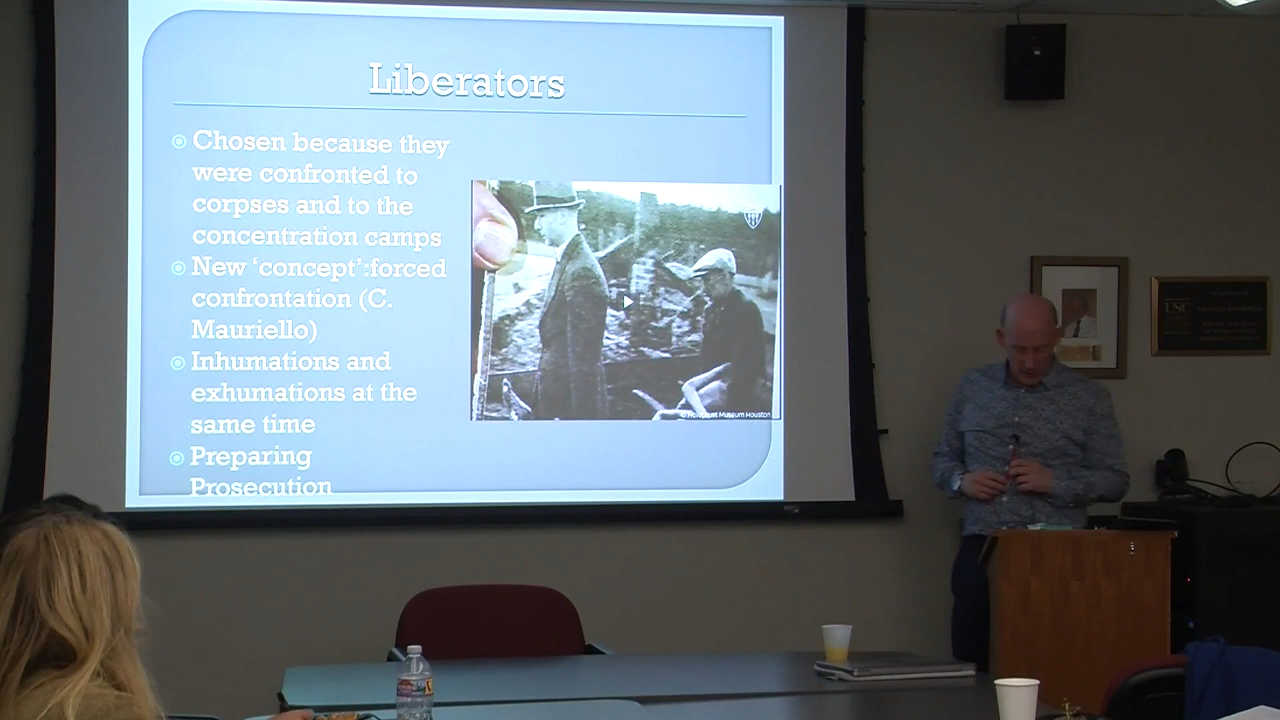 Liberators
Chosen because they
were confronted to
corpses and to the
concentration camps
New ‘concept’:forced
confrontation (C.
Mauriello)
Inhumations and
exhumations at the
same time
Preparing
Prosecution
© Holocaust Museum Houston
USC